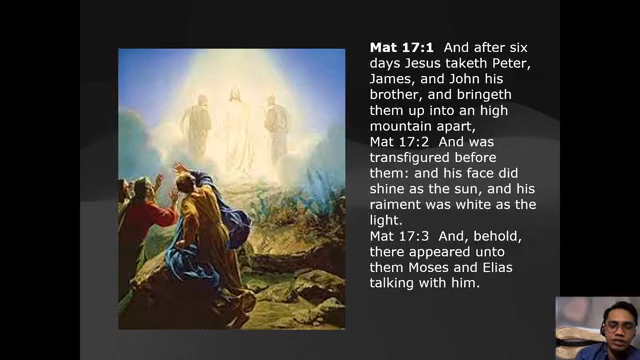 Mat 17:1  And after six
days Jesus taketh Peter,
James, and John his
brother, and bringeth
them up into an high
mountain apart,
Mat 17:2  And was
transfigured before
them: and his face did
shine as the sun, and his
raiment was white as the
light.
Mat 17:3  And, behold,
there appeared unto
them Moses and Elias
talking with him.